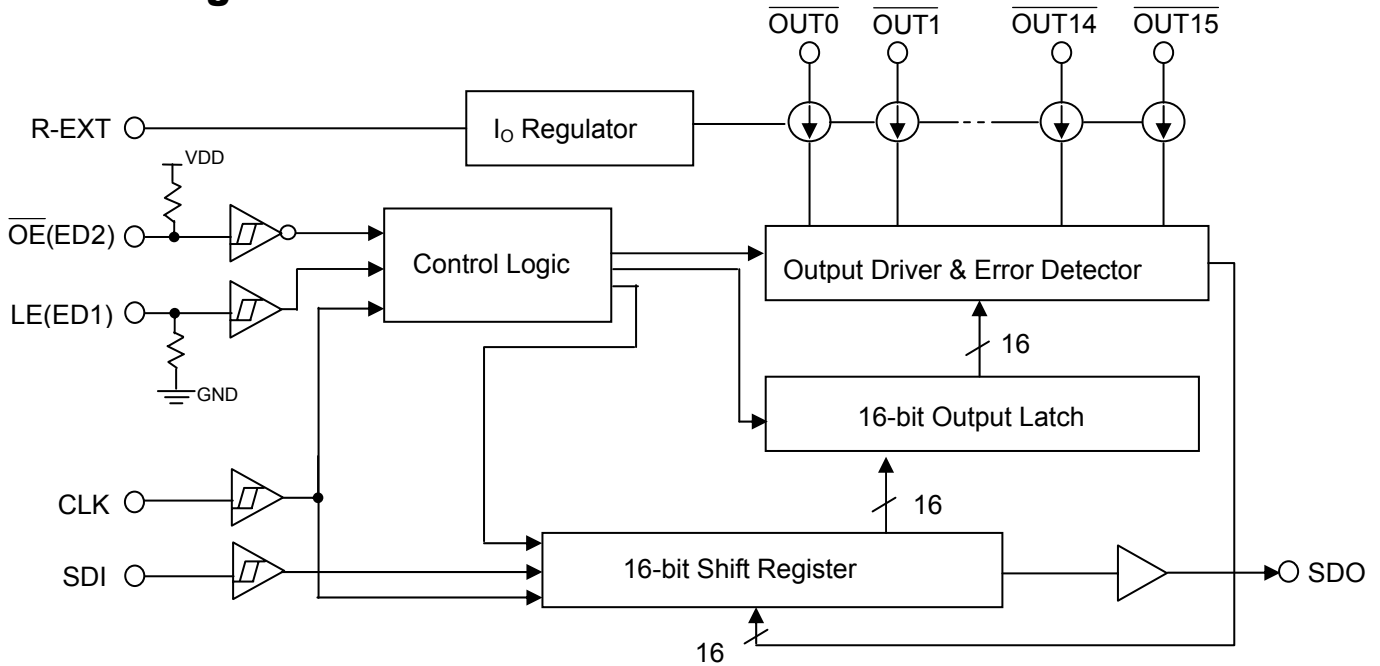 OUT0 OUT1 OUT14 OUT15
R-EXT
IO Regulator
VDD
OE(ED2)
Control Logic
Output Driver & Error Detector
LE(ED1)
16
GND
16-bit Output Latch
CLK
16
SDI
16-bit Shift Register
SDO
16